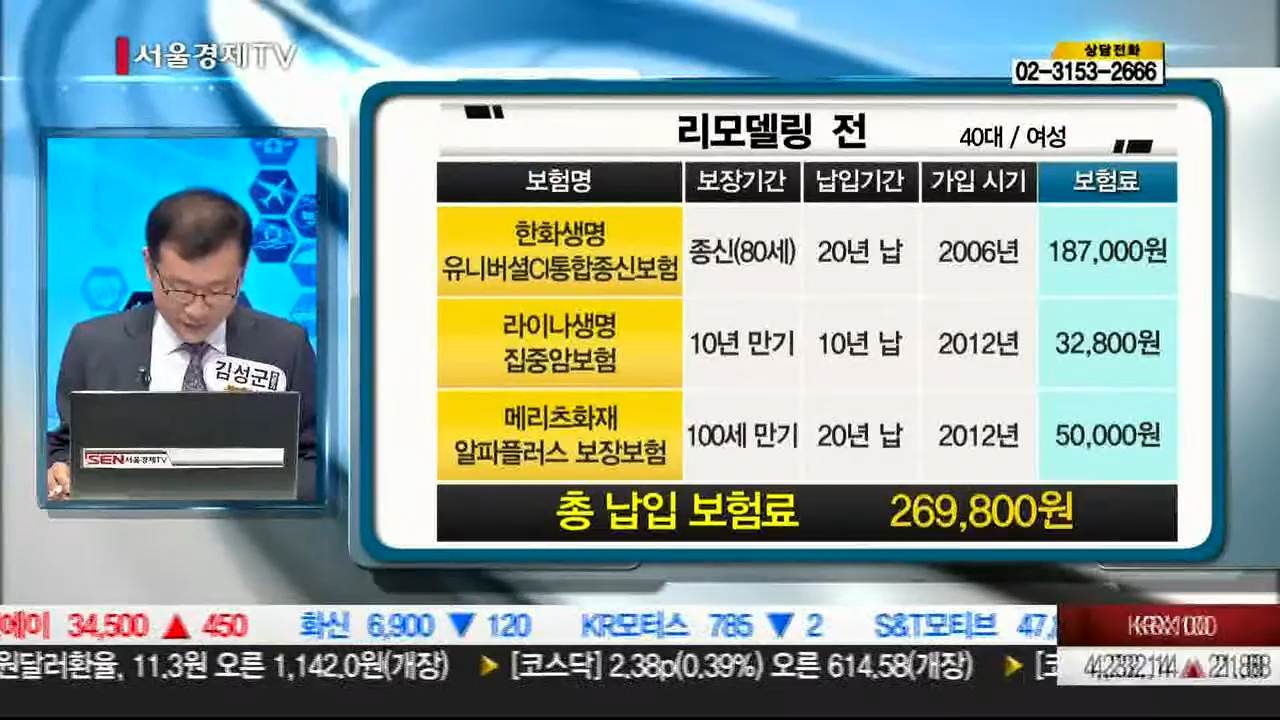 서울경제TV
상담전화
02-3153-2666
리모델링 전
40대 / 여성
보험명 보장기간 납입기간 가입 시기 보험료
한화생명
유니버셜CI통합종신보험 종신(80세) 20년 납 2006년 187,000원
라이나생명
집중암보험 10년 만기 10년 납 2012년 32,800원
메리츠화재
알파플러스 보장보험 100세 만기 20년 납 2012년 50,000원
총 납입 보험료 269,800원
김성군
SEN서울경제TV
에이 34,500 ▲ 450 화신 6,900 ▼ 120 KR모터스 785 ▼ 2 S&T모티브 47,
원달러환율, 11.3원 오른 1,142.0원(개장) ▶ [코스닥] 2.38p(0.39%) 오른 614.58(개장) ▶ [코